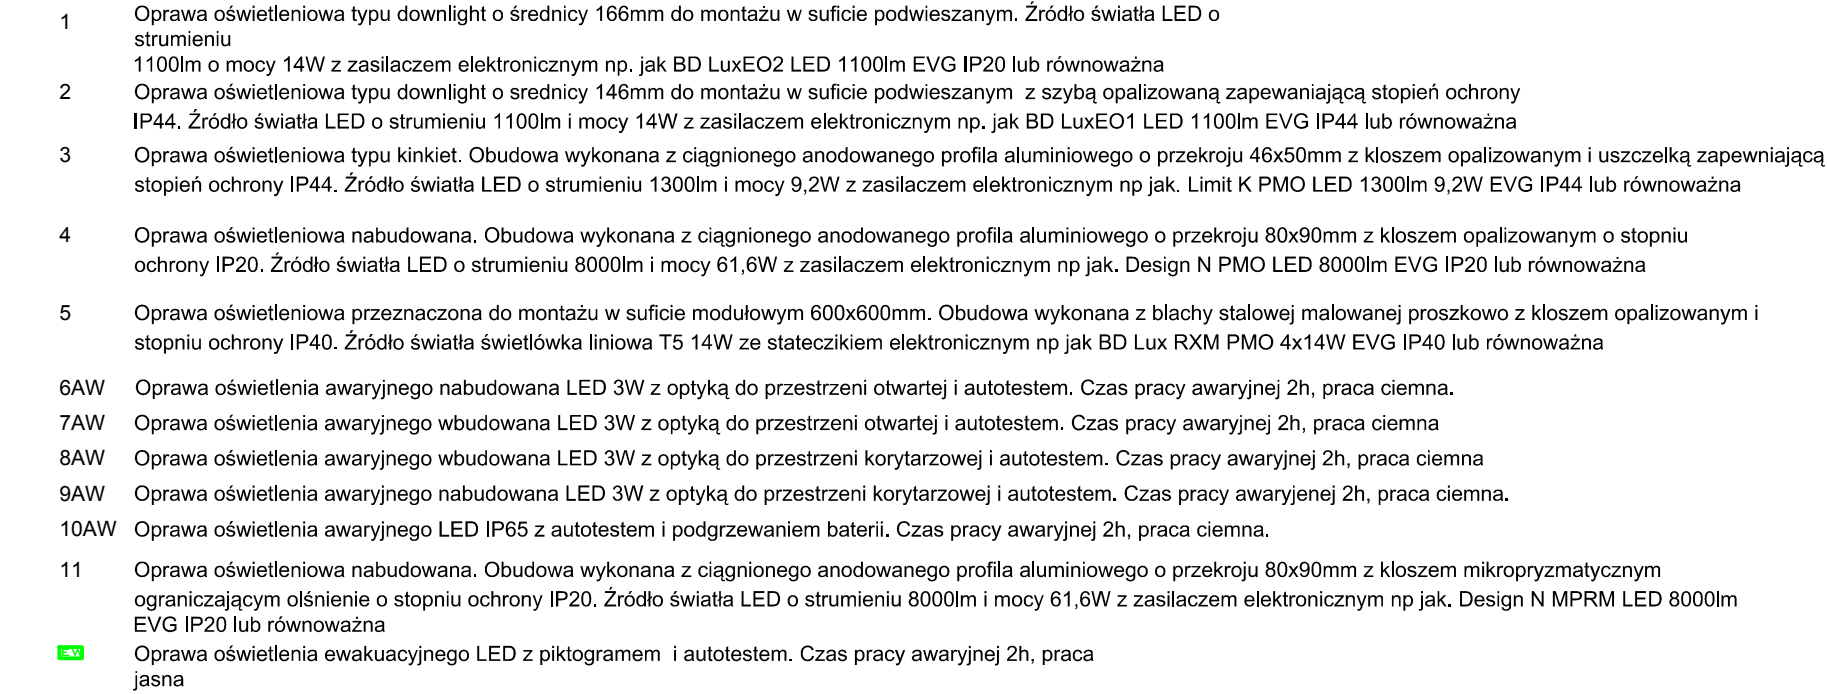 1 Oprawa oświetleniowa typu downlight o średnicy 166mm do montażu w suficie podwieszanym. Źródło światła LED o
strumieniu
1100lm o mocy 14W z zasilaczem elektronicznym np. jak BD LuxEO2 LED 1100lm EVG IP20 lub równoważna
2 Oprawa oświetleniowa typu downlight o srednicy 146mm do montażu w suficie podwieszanym z szybą opalizowaną zapewaniającą stopień ochrony
IP44. Źródło światła LED o strumieniu 1100lm i mocy 14W z zasilaczem elektronicznym np. jak BD LuxEO1 LED 1100lm EVG IP44 lub równoważna
3 Oprawa oświetleniowa typu kinkiet. Obudowa wykonana z ciągnionego anodowanego profila aluminiowego o przekroju 46x50mm z kloszem opalizowanym i uszczelką zapewniającą
stopień ochrony IP44. Źródło światła LED o strumieniu 1300lm i mocy 9,2W z zasilaczem elektronicznym np jak. Limit K PMO LED 1300lm 9,2W EVG IP44 lub równoważna
4 Oprawa oświetleniowa nabudowana. Obudowa wykonana z ciągnionego anodowanego profila aluminiowego o przekroju 80x90mm z kloszem opalizowanym o stopniu
ochrony IP20. Źródło światła LED o strumieniu 8000lm i mocy 61,6W z zasilaczem elektronicznym np jak. Design N PMO LED 8000lm EVG IP20 lub równoważna
5 Oprawa oświetleniowa przeznaczona do montażu w suficie modułowym 600x600mm. Obudowa wykonana z blachy stalowej malowanej proszkowo z kloszem opalizowanym i
stopniu ochrony IP40. Źródło światła świetlówka liniowa T5 14W ze stateczikiem elektronicznym np jak BD Lux RXM PMO 4x14W EVG IP40 lub równoważna
6AW Oprawa oświetlenia awaryjnego nabudowana LED 3W z optyką do przestrzeni otwartej i autotestem. Czas pracy awaryjnej 2h, praca ciemna.
7AW Oprawa oświetlenia awaryjnego wbudowana LED 3W z optyką do przestrzeni otwartej i autotestem. Czas pracy awaryjnej 2h, praca ciemna
8AW Oprawa oświetlenia awaryjnego wbudowana LED 3W z optyką do przestrzeni korytarzowej i autotestem. Czas pracy awaryjnej 2h, praca ciemna
9AW Oprawa oświetlenia awaryjnego nabudowana LED 3W z optyką do przestrzeni korytarzowej i autotestem. Czas pracy awaryjenej 2h, praca ciemna.
10AW Oprawa oświetlenia awaryjnego LED IP65 z autotestem i podgrzewaniem baterii. Czas pracy awaryjnej 2h, praca ciemna.
11 Oprawa oświetleniowa nabudowana. Obudowa wykonana z ciągnionego anodowanego profila aluminiowego o przekroju 80x90mm z kloszem mikropryzmatycznym
ograniczającym olśnienie o stopniu ochrony IP20. Źródło światła LED o strumieniu 8000lm i mocy 61,6W z zasilaczem elektronicznym np jak. Design N MPRM LED 8000lm
EVG IP20 lub równoważna
EW Oprawa oświetlenia ewakuacyjnego LED z piktogramem i autotestem. Czas pracy awaryjnej 2h, praca
jasna